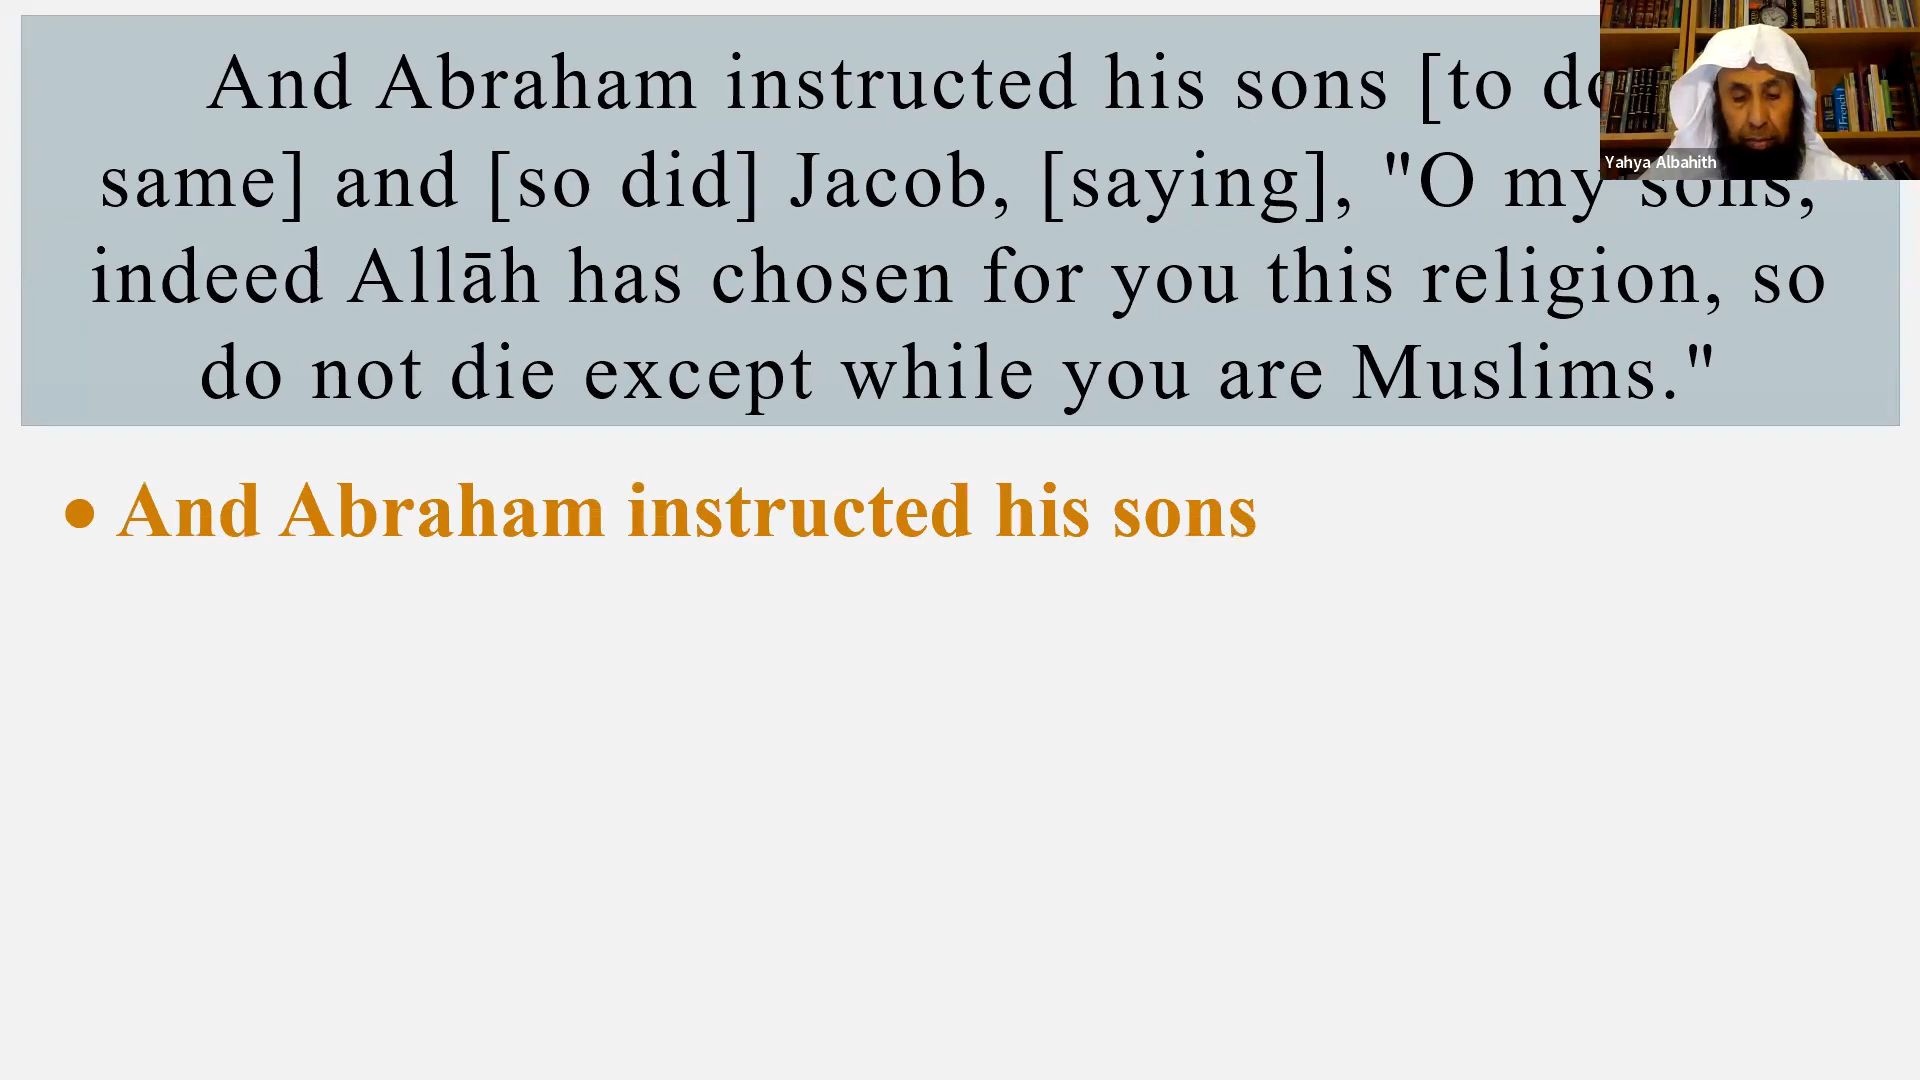 And Abraham instructed his sons [to do
same] and [so did] Jacob, [saying], "O my sons,
indeed Allāh has chosen for you this religion, so
do not die except while you are Muslims."
• And Abraham instructed his sons
Yahya Albahith
French